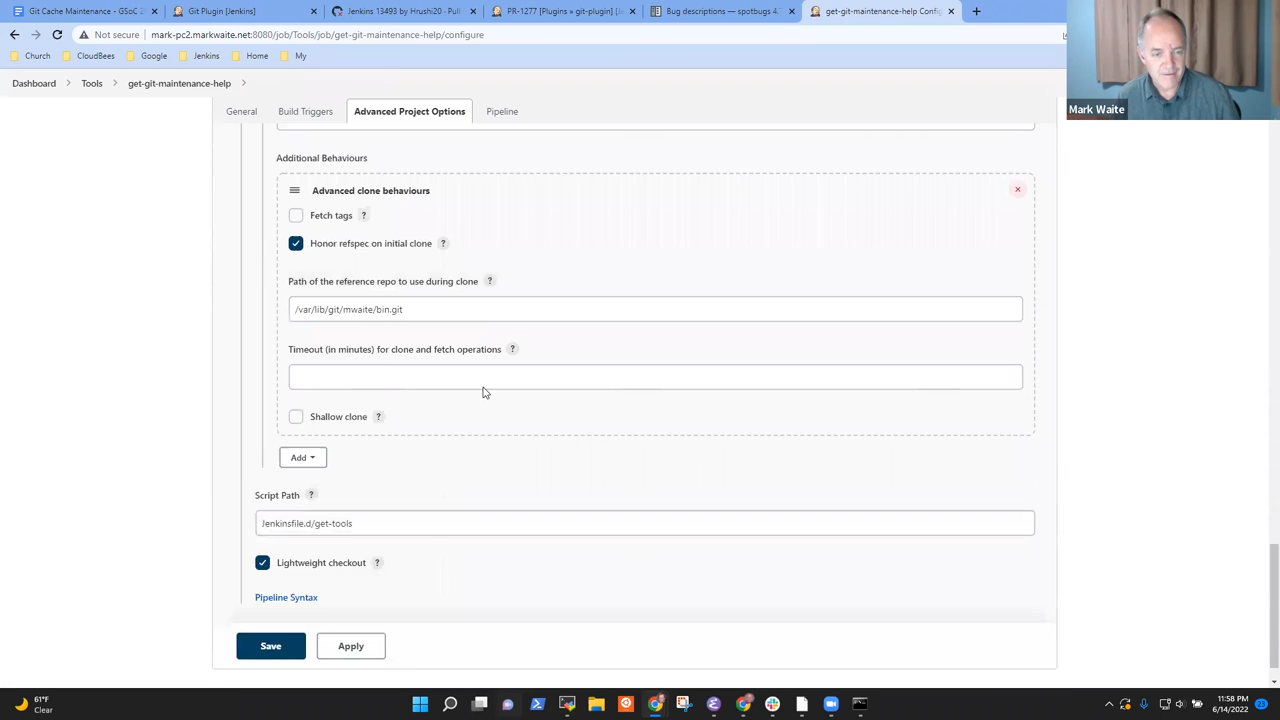 Git Cache Maintenance - GSoC 2
Git Plugin [Jenkins]
Jenkins 13493 by Hrushi20 · Pull
PR-1277 [Plugins » git-plugin] [Je
Bug descriptions — spotbugs 4.
get-git-maintenance-help Config
Not secure
mark-pc2.markwaite.net:8080/job/Tools/job/get-git-maintenance-help/configure
Church
CloudBees
Google
Jenkins
Home
My
Dashboard
Tools
get-git-maintenance-help
Mark Waite
General
Build Triggers
Advanced Project Options
Pipeline
Additional Behaviours
Advanced clone behaviours
Fetch tags ?
Honor refspec on initial clone ?
Path of the reference repo to use during clone ?
/var/lib/git/mwaite/bin.git
Timeout (in minutes) for clone and fetch operations ?
Shallow clone ?
Add
Script Path ?
Jenkinsfile.d/get-tools
Lightweight checkout ?
Pipeline Syntax
Save
Apply
61°F
Clear
11:58 PM
6/14/2022
23